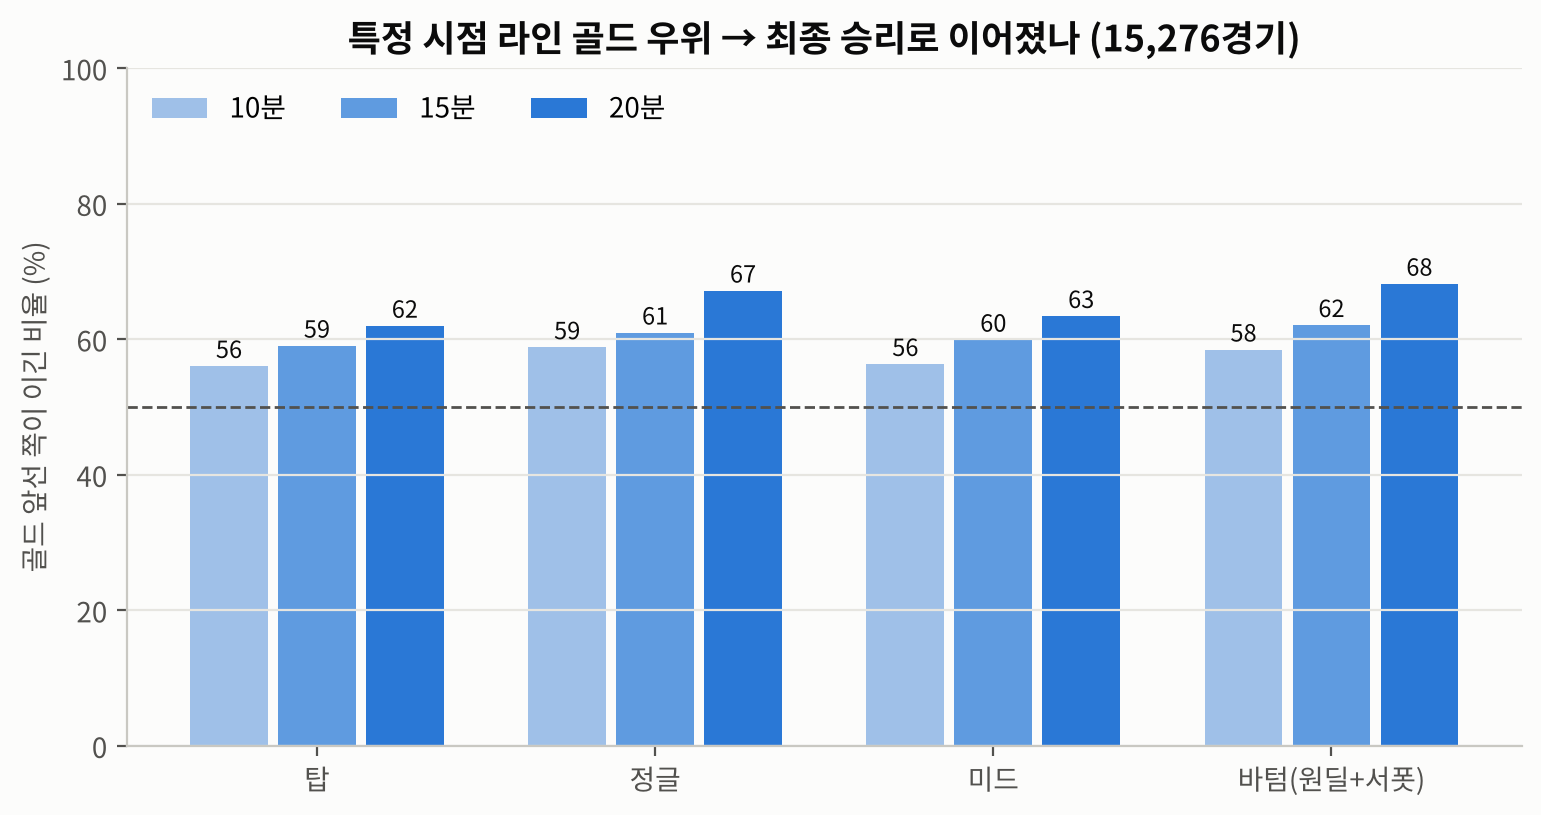 특정 시점 라인 골드 우위 → 최종 승리로 이어졌나 (15,276경기)
10분 15분 20분
골드 앞선 쪽이 이긴 비율 (%)
100
80
60
40
20
0
56 59 62
59 61 67
56 60 63
58 62 68
탑 정글 미드 바텀(원딜+서폿)